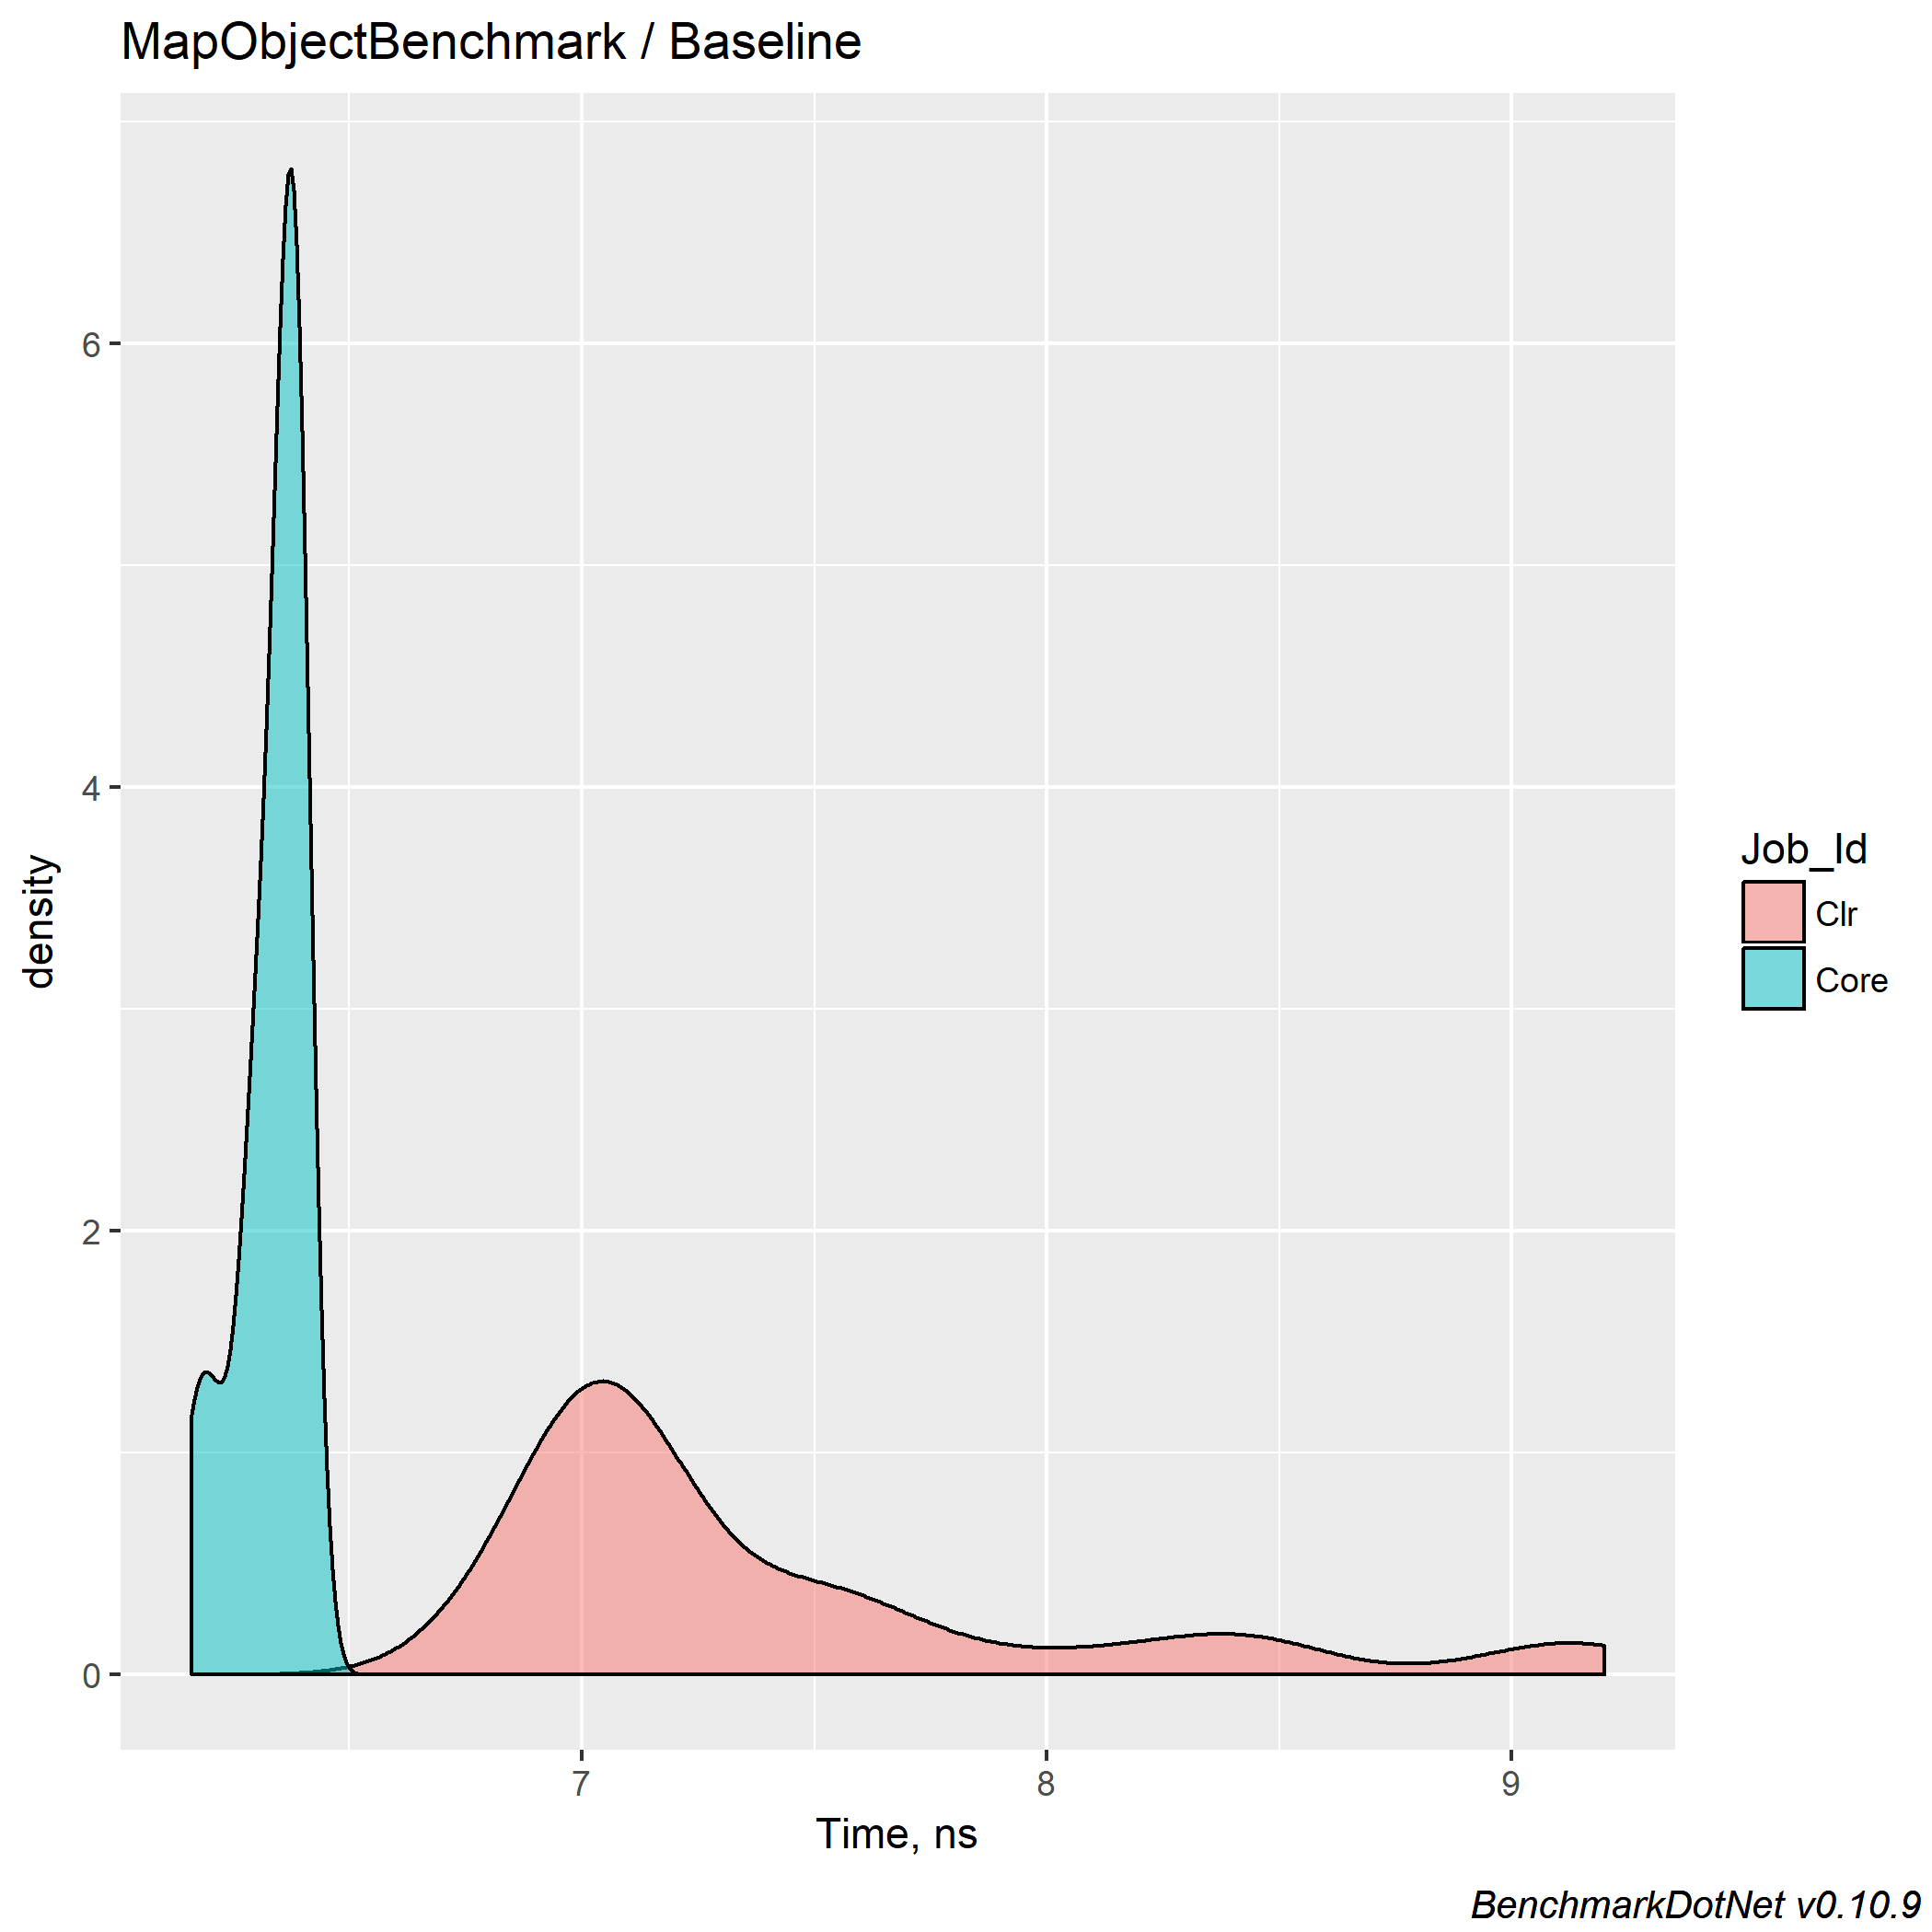 MapObjectBenchmark / Baseline
6
4
2
0
density
7 8 9
Time, ns
Job_Id
Clr
Core
BenchmarkDotNet v0.10.9